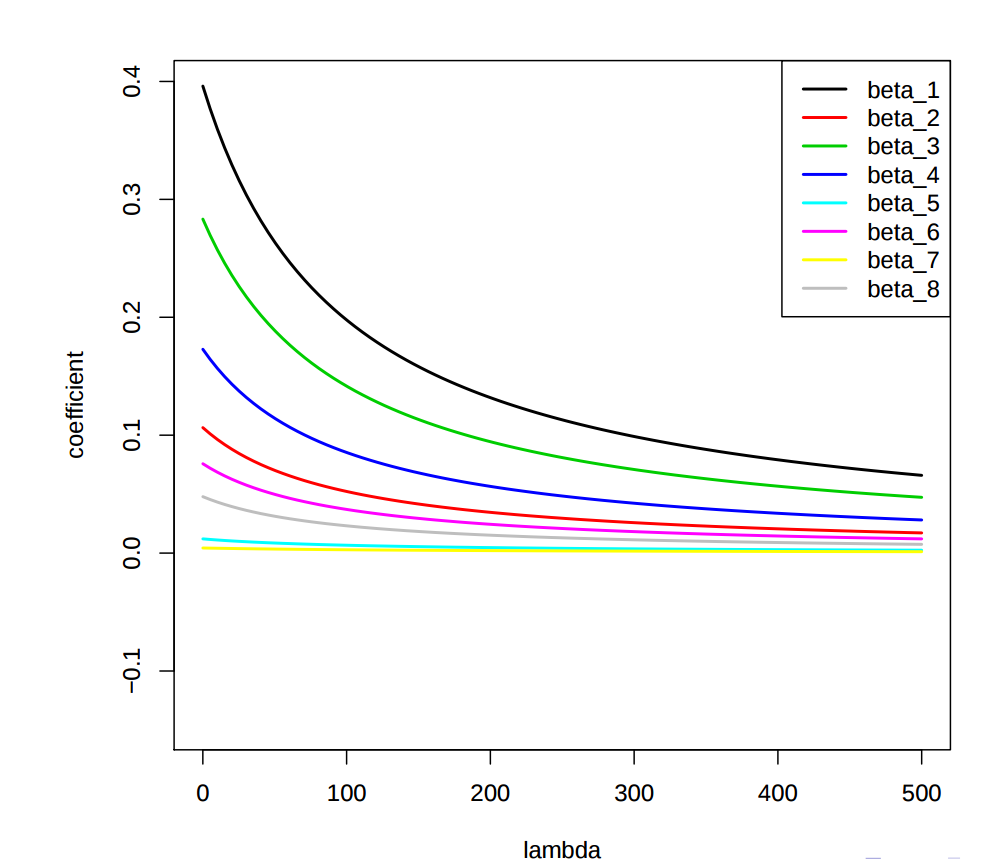 0.4
0.3
0.2
0.1
0.0
−0.1
coefficient
beta_1
beta_2
beta_3
beta_4
beta_5
beta_6
beta_7
beta_8
0 100 200 300 400 500
lambda